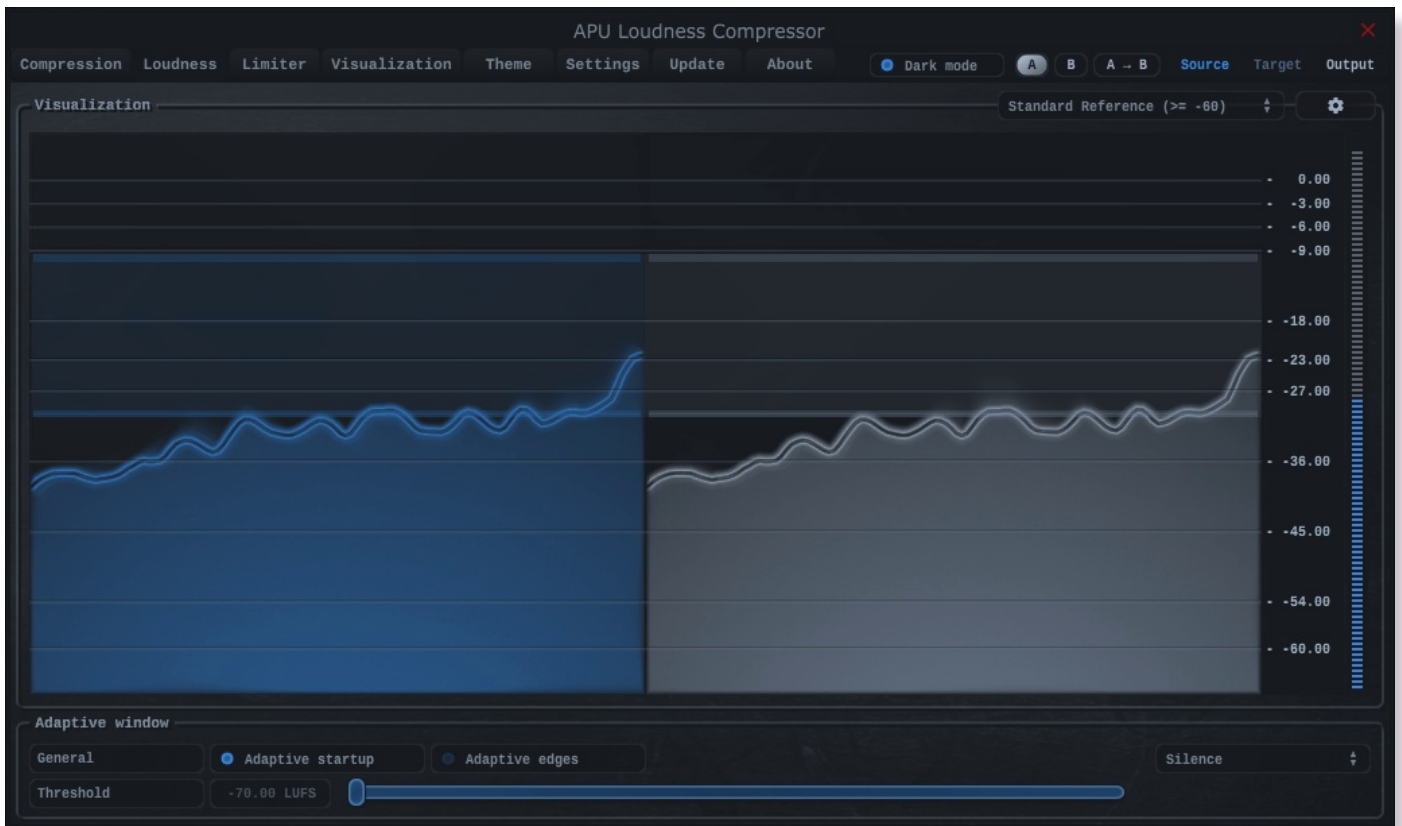 APU Loudness Compressor
Compression Loudness Limiter Visualization Theme Settings Update About Dark mode A B A → B Source Target Output
Visualization Standard Reference (>= -60)
- 0.00
- -3.00
- -6.00
- -9.00
- -18.00
- -23.00
- -27.00
- -36.00
- -45.00
- -54.00
- -60.00
Adaptive window
General Adaptive startup Adaptive edges Silence
Threshold -70.00 LUFS